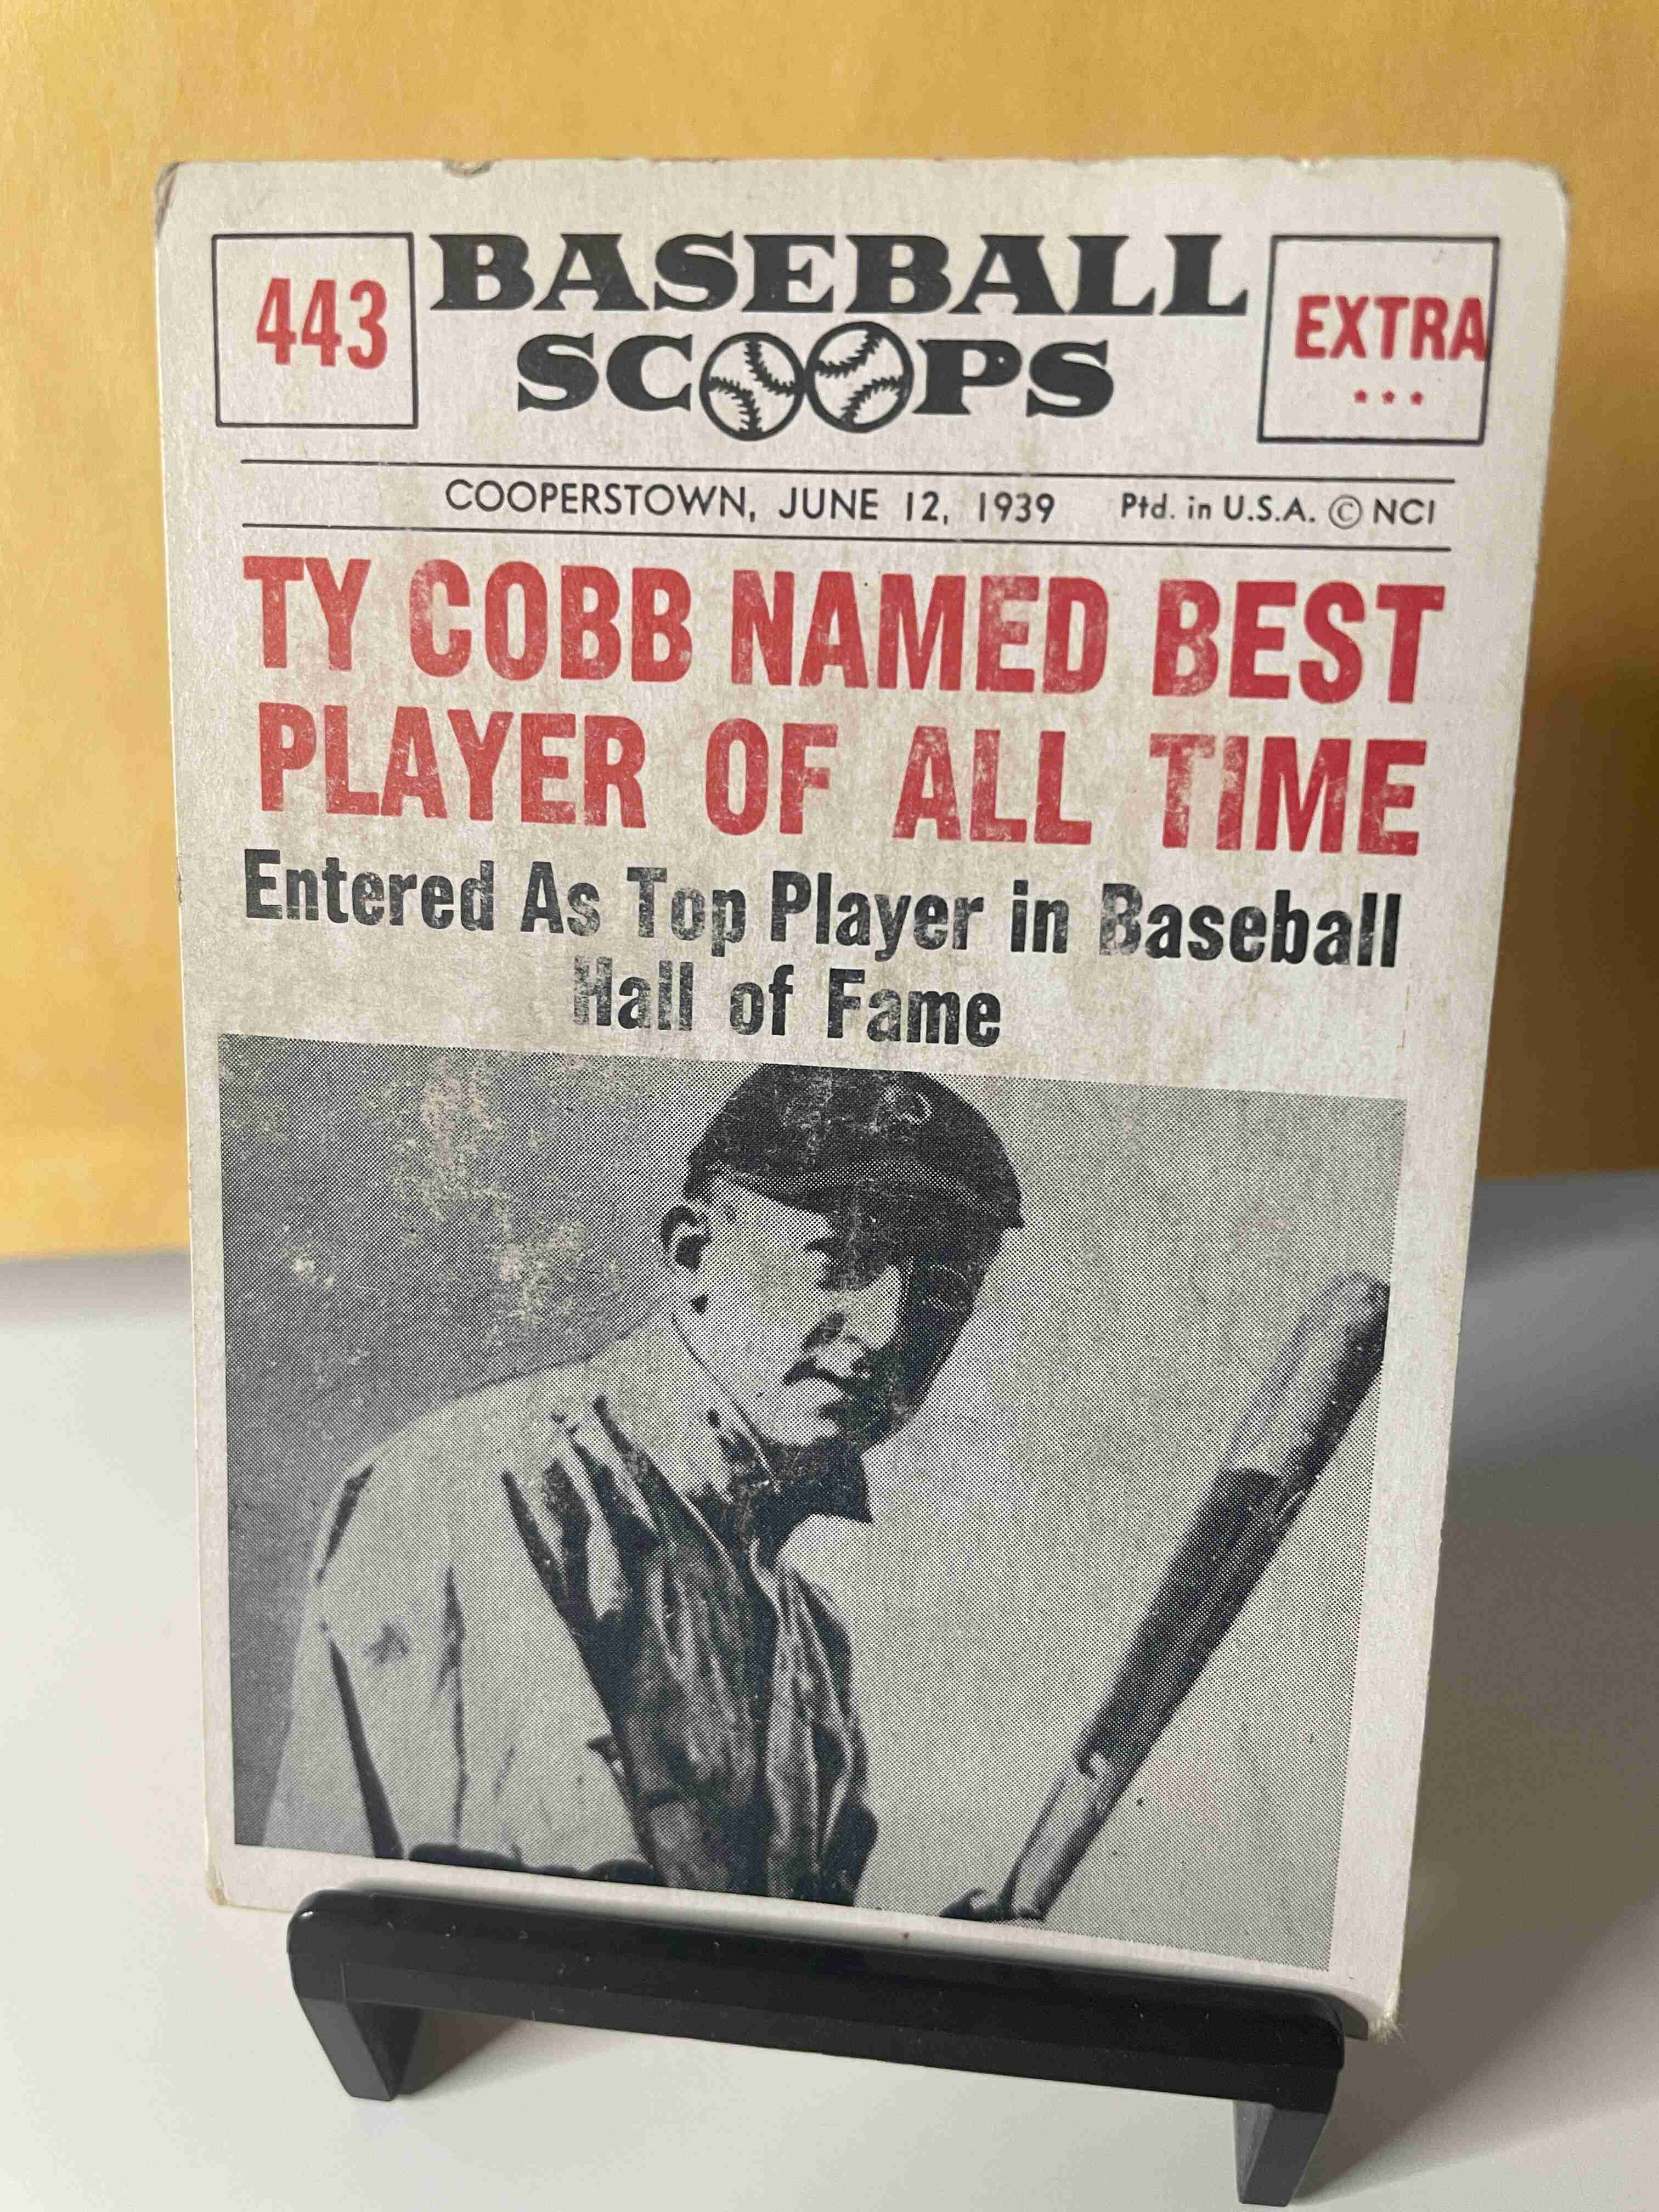 443
BASEBALL
SCOOPS
EXTRA
***
COOPERSTOWN, JUNE 12, 1939 Ptd. in U.S.A. © NCI
TY COBB NAMED BEST
PLAYER OF ALL TIME
Entered As Top Player in Baseball
Hall of Fame